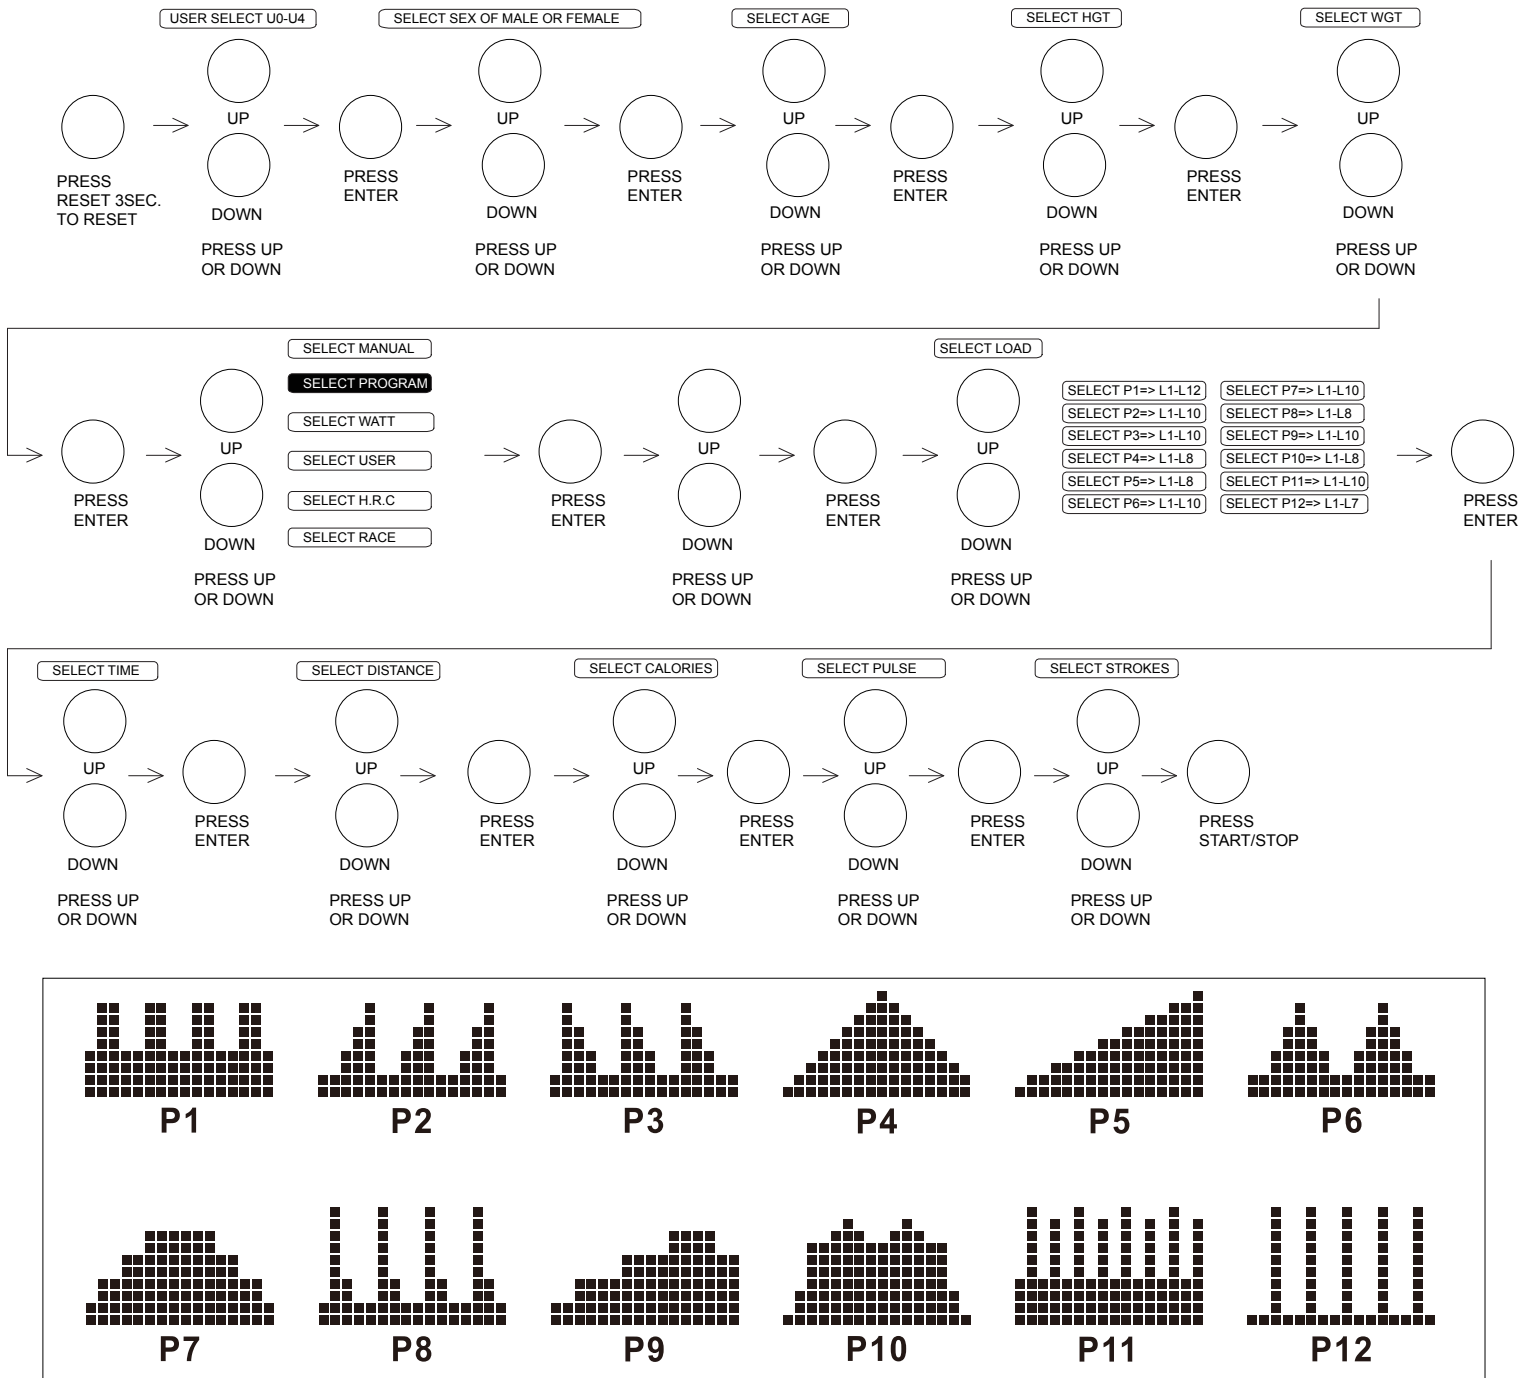 USER SELECT U0-U4
SELECT SEX OF MALE OR FEMALE
SELECT AGE
SELECT HGT
SELECT WGT
UP
UP
UP
UP
UP
PRESS
RESET 3SEC.
TO RESET
DOWN
PRESS
ENTER
DOWN
PRESS
ENTER
DOWN
PRESS
ENTER
DOWN
PRESS
ENTER
DOWN
PRESS UP
OR DOWN
PRESS UP
OR DOWN
PRESS UP
OR DOWN
PRESS UP
OR DOWN
PRESS UP
OR DOWN
SELECT MANUAL
SELECT PROGRAM
SELECT WATT
SELECT USER
SELECT H.R.C
SELECT RACE
SELECT LOAD
SELECT P1=> L1-L12
SELECT P2=> L1-L10
SELECT P3=> L1-L10
SELECT P4=> L1-L8
SELECT P5=> L1-L8
SELECT P6=> L1-L10
SELECT P7=> L1-L10
SELECT P8=> L1-L8
SELECT P9=> L1-L10
SELECT P10=> L1-L8
SELECT P11=> L1-L10
SELECT P12=> L1-L7
UP
UP
UP
PRESS
ENTER
DOWN
PRESS
ENTER
DOWN
PRESS
ENTER
DOWN
PRESS
ENTER
PRESS UP
OR DOWN
PRESS UP
OR DOWN
PRESS UP
OR DOWN
SELECT TIME
SELECT DISTANCE
SELECT CALORIES
SELECT PULSE
SELECT STROKES
UP
UP
UP
UP
UP
DOWN
PRESS
ENTER
DOWN
PRESS
ENTER
DOWN
PRESS
ENTER
DOWN
PRESS
ENTER
DOWN
PRESS
START/STOP
PRESS UP
OR DOWN
PRESS UP
OR DOWN
PRESS UP
OR DOWN
PRESS UP
OR DOWN
PRESS UP
OR DOWN
P1
P2
P3
P4
P5
P6
P7
P8
P9
P10
P11
P12